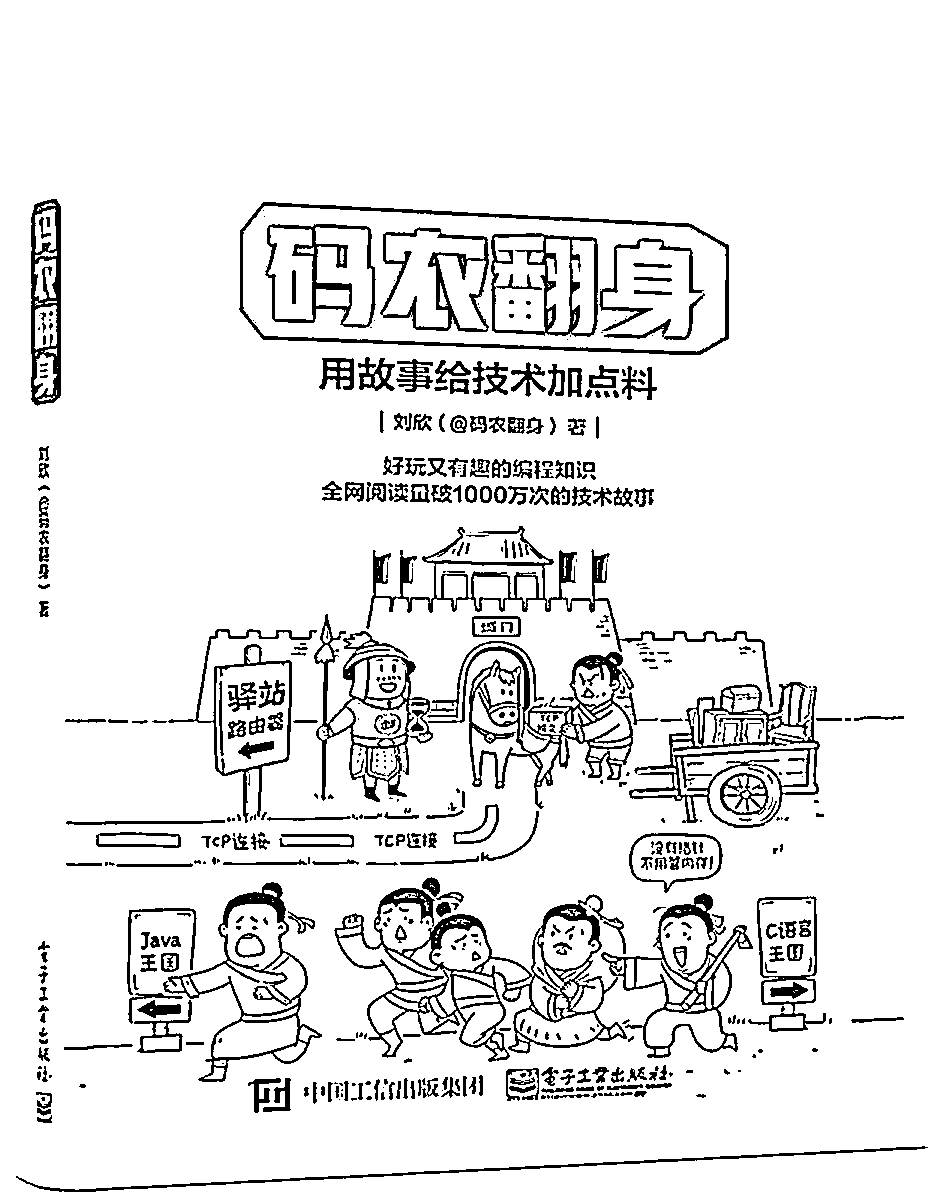 码农翻身
用故事给技术加点料
刘欣（@码农翻身）著
好玩又有趣的编程知识
全网阅读量破1000万次的技术故事
城门
驿站
路由器
TCP
TCP连接
TCP连接
没有指针
不用管内存!
Java
王国
C语言
王国
中国工信出版集团
电子工业出版社
码农翻身
刘欣（@码农翻身）著
电子工业出版社